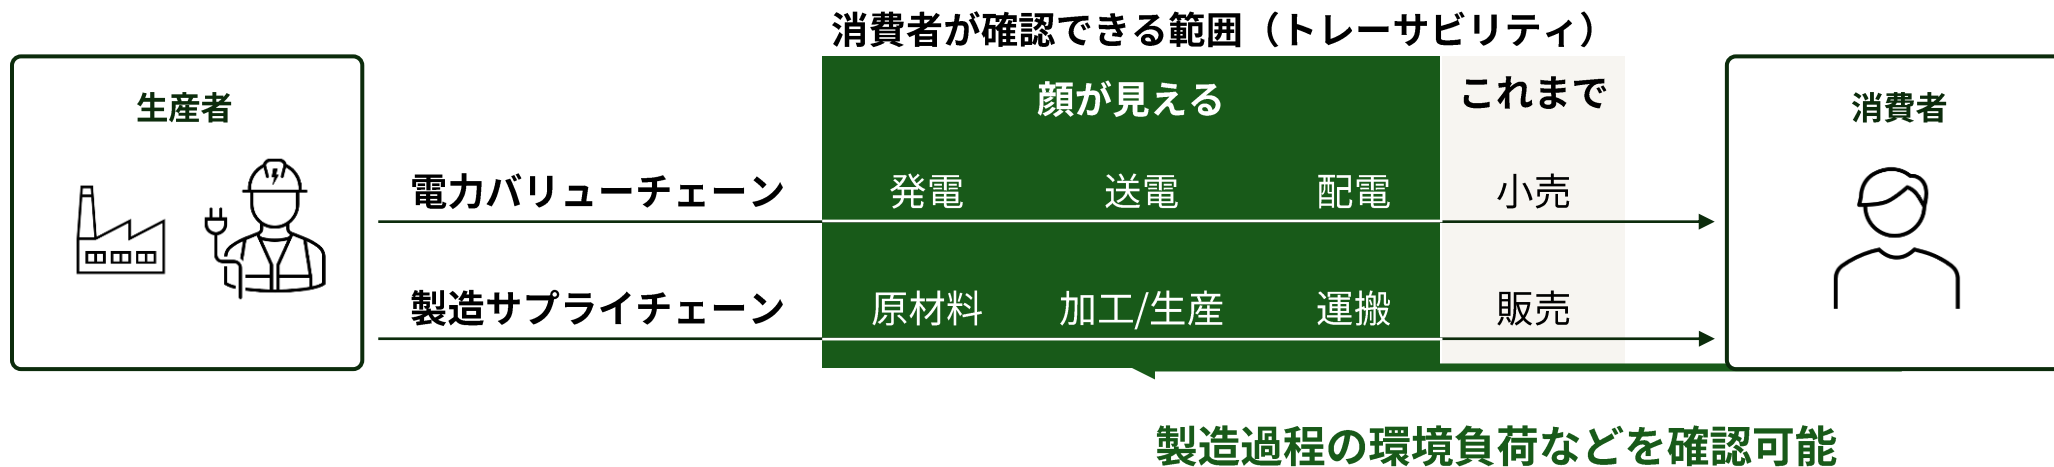 消費者が確認できる範囲（トレーサビリティ）
生産者
顔が見える
これまで
消費者
電力バリューチェーン
発電
送電
配電
小売
製造サプライチェーン
原材料
加工/生産
運搬
販売
製造過程の環境負荷などを確認可能